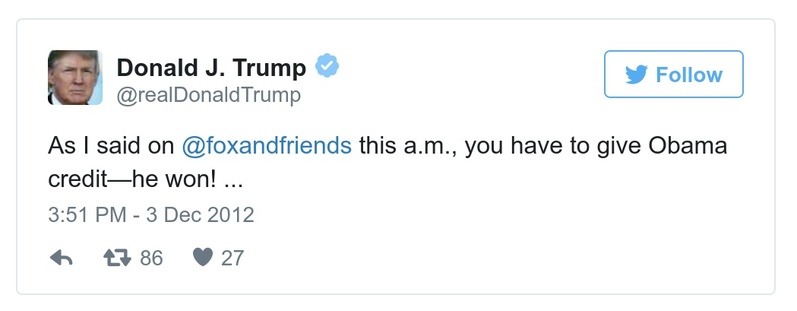 Donald J. Trump
@realDonaldTrump
Follow
As I said on @foxandfriends this a.m., you have to give Obama
credit—he won! ...
3:51 PM - 3 Dec 2012
86 27